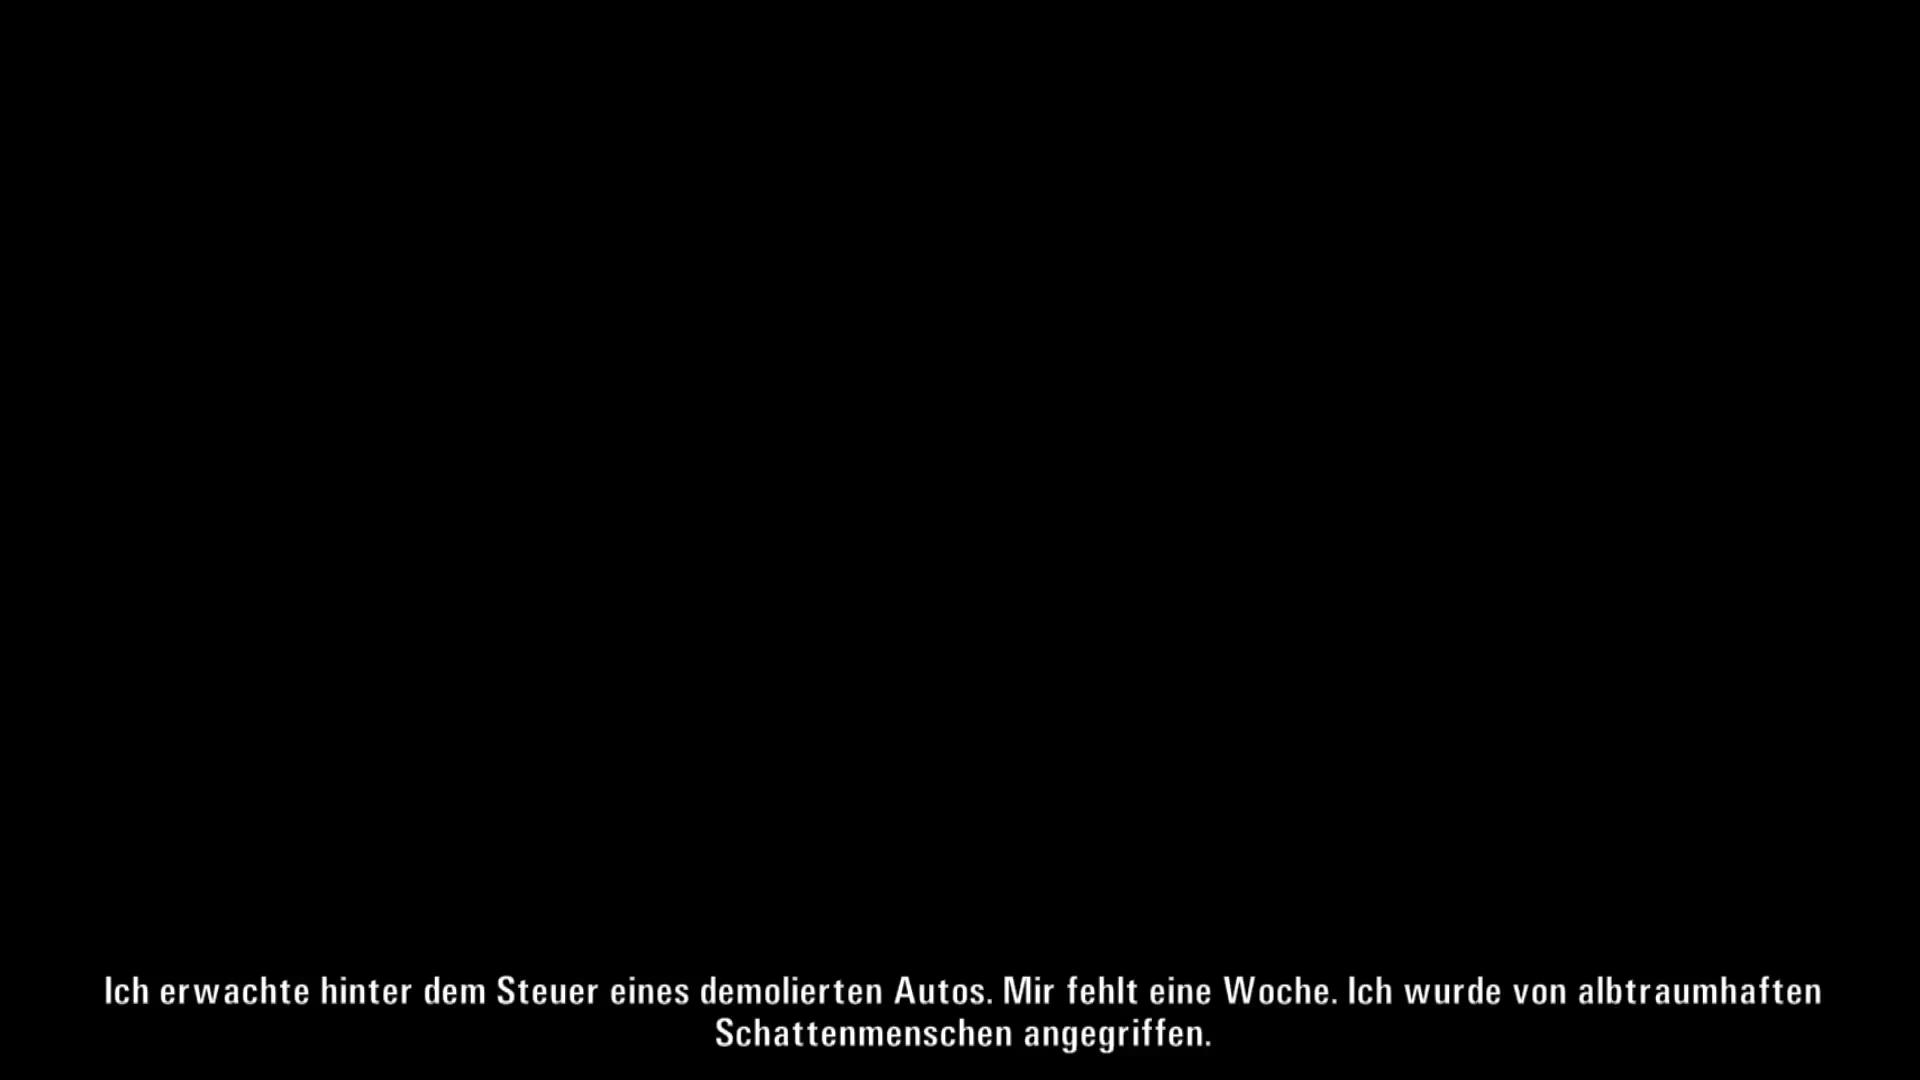 Ich erwachte hinter dem Steuer eines demolierten Autos. Mir fehlt eine Woche. Ich wurde von albtraumhaften
Schattenmenschen angegriffen.